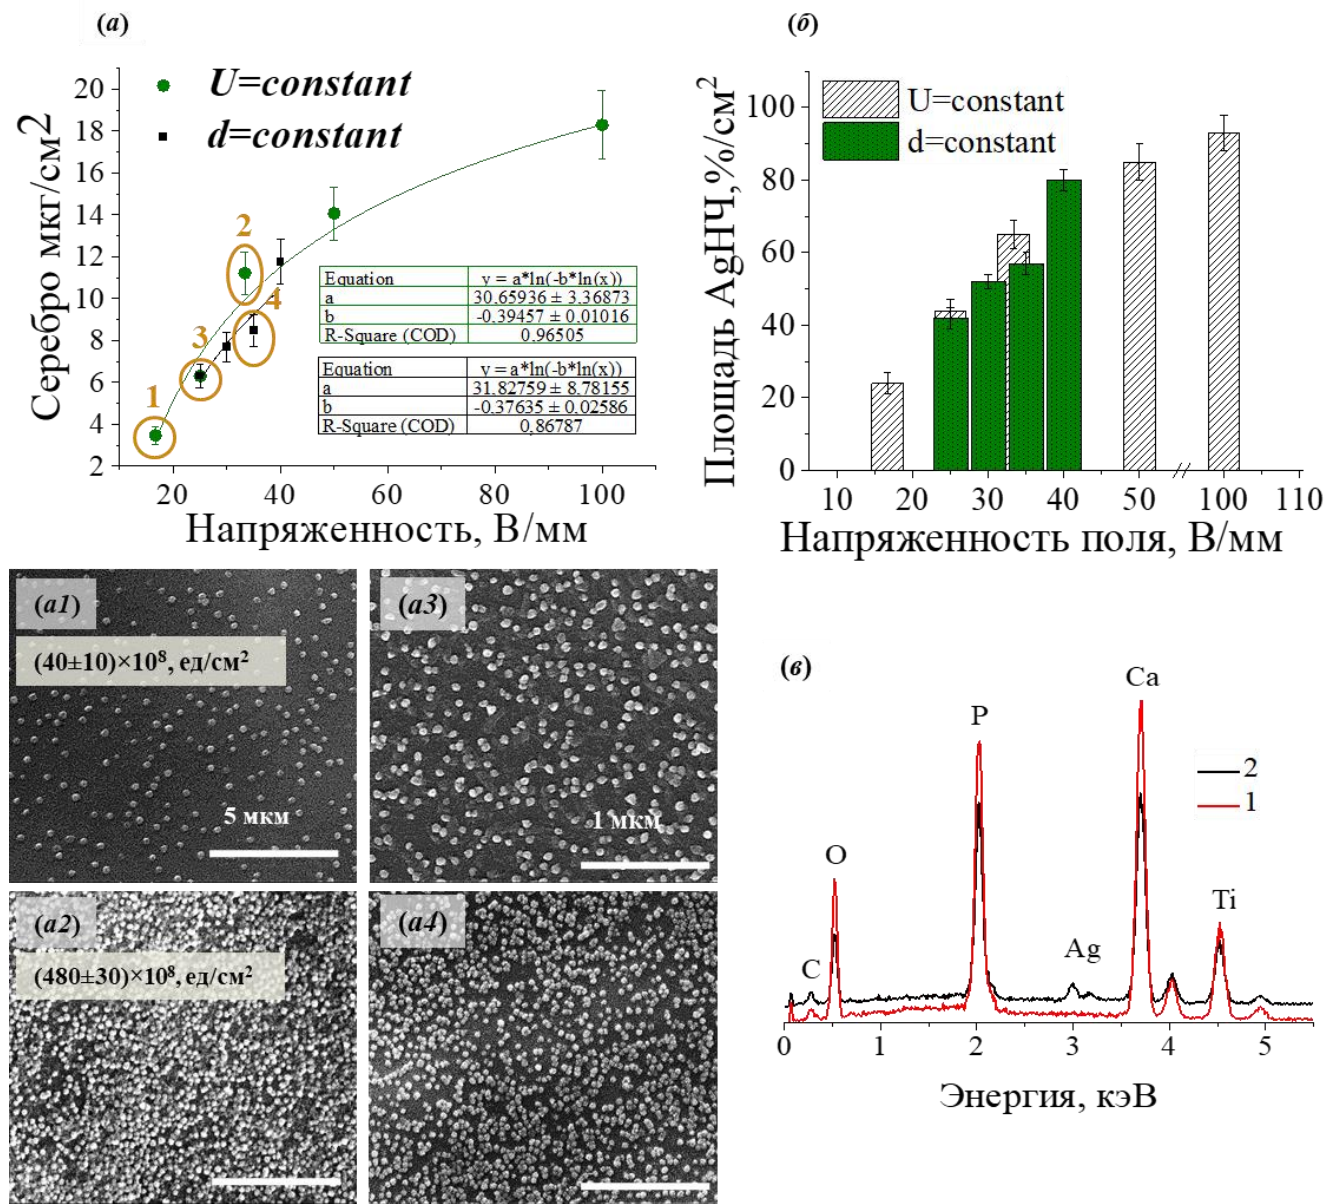 (а)
Серебро мкг/см2
20
18
16
14
12
10
8
6
4
2
U=constant
d=constant
2
4
3
1
Equation y = a*ln(-b*ln(x))
a 30,65936 ± 3,36873
b -0,39457 ± 0,01016
R-Square (COD) 0,96505
Equation y = a*ln(-b*ln(x))
a 31,82759 ± 8,78155
b -0,37635 ± 0,02586
R-Square (COD) 0,86787
20 40 60 80 100
Напряженность, В/мм
(б)
Площадь AgНЧ,%/см2
100
80
60
40
20
0
U=constant
d=constant
10 20 30 40 50 100 110
Напряженность поля, В/мм
(а1)
(40±10)×10⁸, ед/см²
5 мкм
(а3)
1 мкм
(а2)
(480±30)×10⁸, ед/см²
(а4)
(в)
Ca
P
2
1
O
Ti
Ag
C
0 1 2 3 4 5
Энергия, кэВ